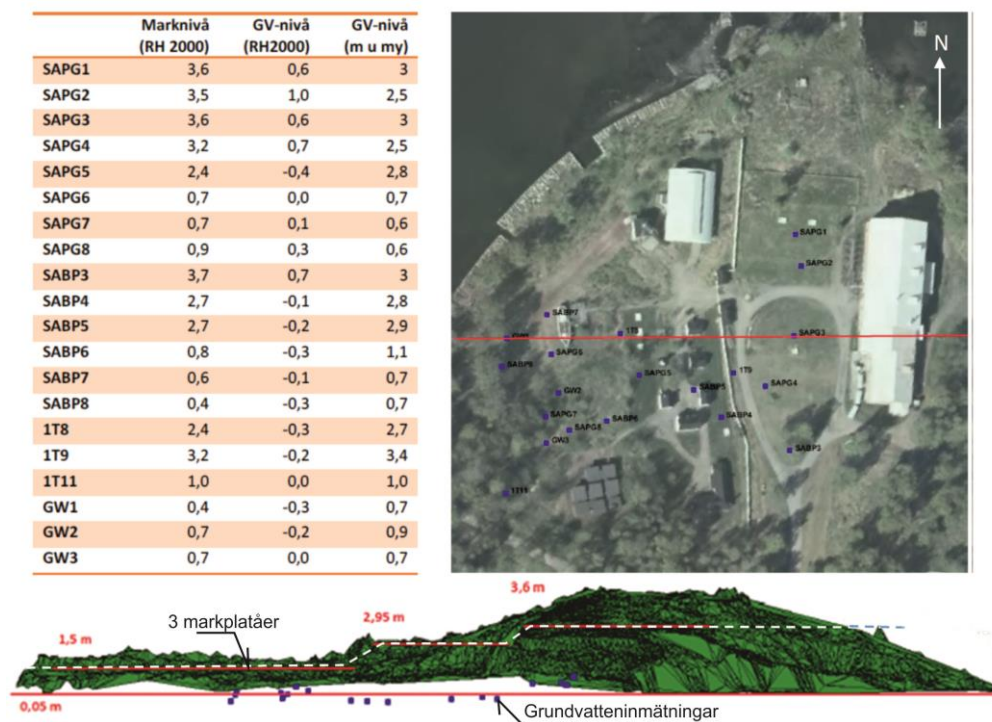 Marknivå GV-nivå GV-nivå
(RH 2000) (RH2000) (m u my)
SAPG1 3,6 0,6 3
SAPG2 3,5 1,0 2,5
SAPG3 3,6 0,6 3
SAPG4 3,2 0,7 2,5
SAPG5 2,4 -0,4 2,8
SAPG6 0,7 0,0 0,7
SAPG7 0,7 0,1 0,6
SAPG8 0,9 0,3 0,6
SABP3 3,7 0,7 3
SABP4 2,7 -0,1 2,8
SABP5 2,7 -0,2 2,9
SABP6 0,8 -0,3 1,1
SABP7 0,6 -0,1 0,7
SABP8 0,4 -0,3 0,7
1T8 2,4 -0,3 2,7
1T9 3,2 -0,2 3,4
1T11 1,0 0,0 1,0
GW1 0,4 -0,3 0,7
GW2 0,7 -0,2 0,9
GW3 0,7 0,0 0,7
N
SAPG1
SAPG2
SABP7
1T8
SAPG3
SAPG6
SABP8
1T9
SAPG5
SAPG4
SABP5
GW2
SAPG7
SABP6
SABP4
SAPG8
GW3
SABP3
1T11
3,6 m
2,95 m
1,5 m
3 markplatåer
0,05 m
Grundvatteninmätningar